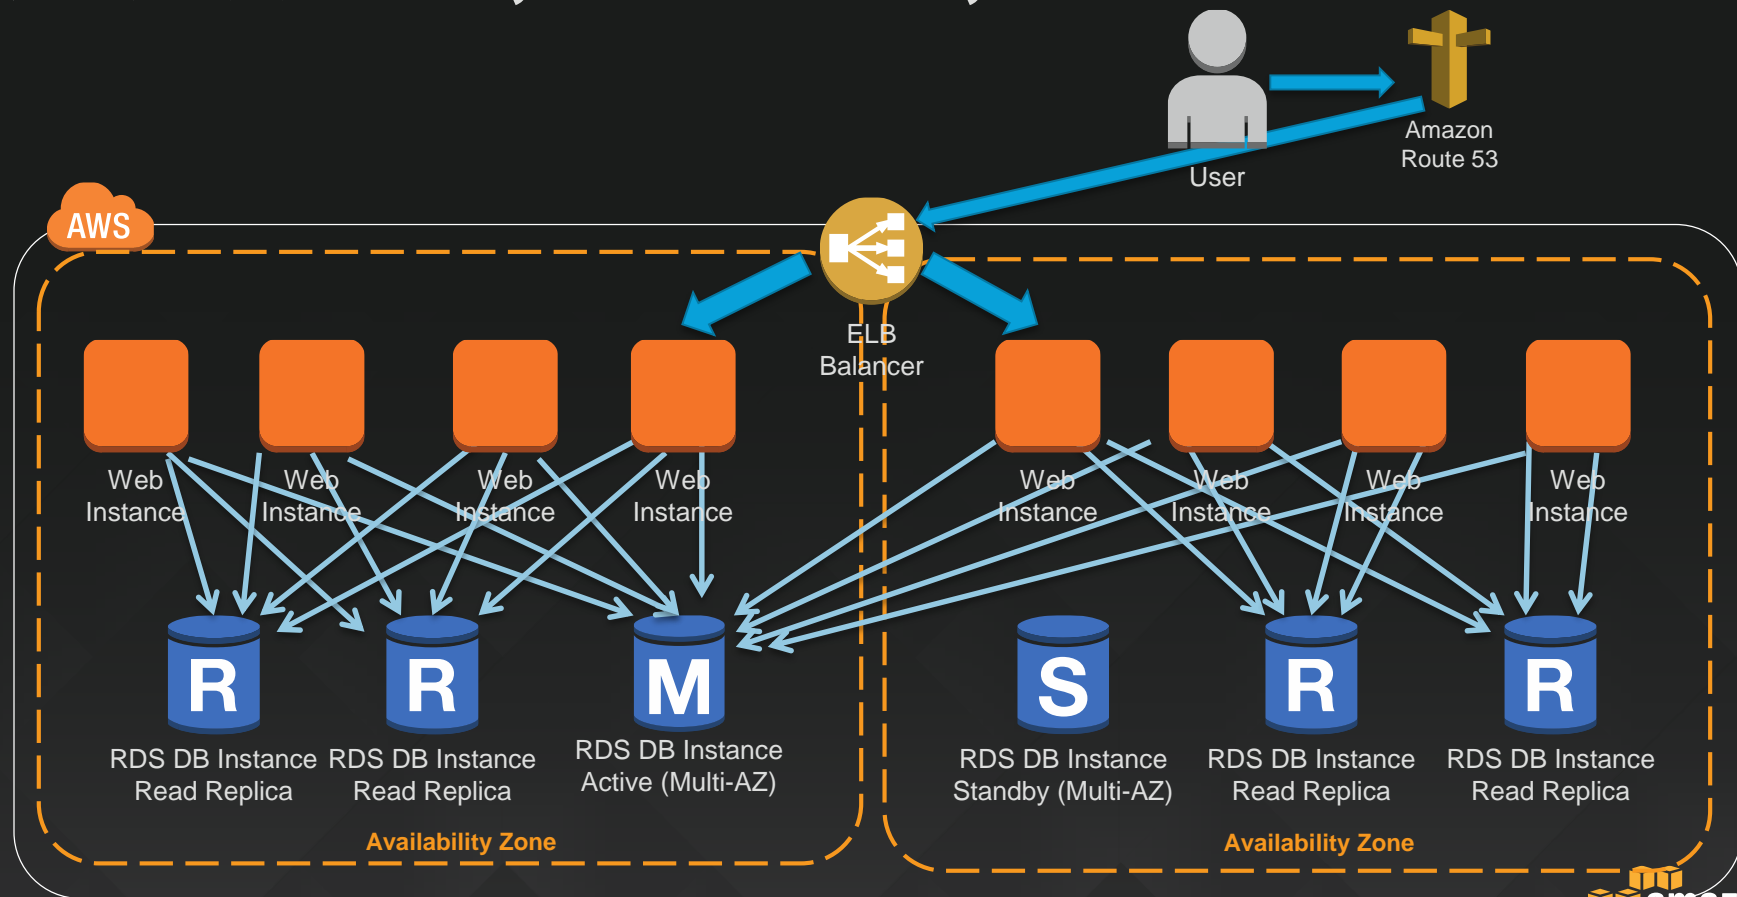 User
Amazon
Route 53
AWS
ELB
Balancer
Web
Instance
Web
Instance
Web
Instance
Web
Instance
Web
Instance
Web
Instance
Web
Instance
Web
Instance
R
R
M
S
R
R
RDS DB Instance
Read Replica
RDS DB Instance
Read Replica
RDS DB Instance
Active (Multi-AZ)
RDS DB Instance
Standby (Multi-AZ)
RDS DB Instance
Read Replica
RDS DB Instance
Read Replica
Availability Zone
Availability Zone